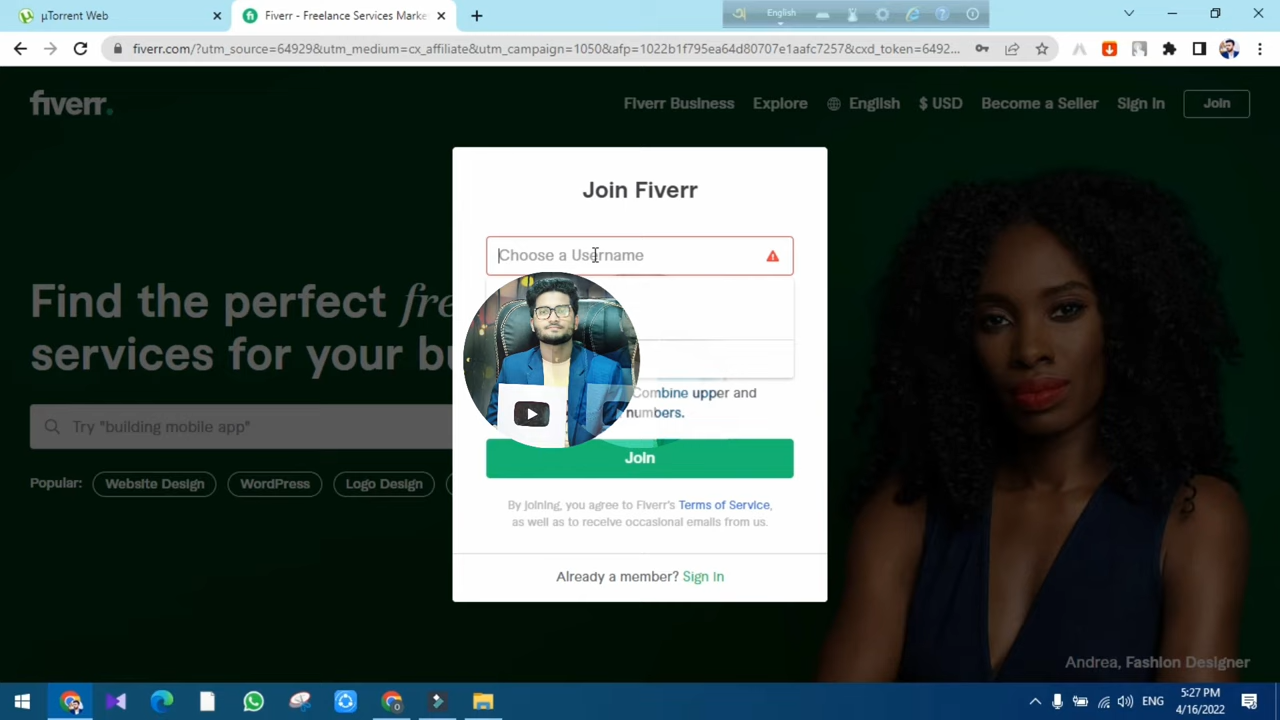 µTorrent Web
Fiverr - Freelance Services Marke
English
fiverr.com/?utm_source=64929&utm_medium=cx_affiliate&utm_campaign=1050&afp=1022b1f795ea64d80707e1aafc7257&cxd_token=6492...
fiverr.
Fiverr Business
Explore
English
$ USD
Become a Seller
Sign In
Join
Join Fiverr
Choose a Username
Find the perfect fre
services for your bu
Combine upper and
numbers.
Try "building mobile app"
Join
Popular:
Website Design
WordPress
Logo Design
By joining, you agree to Fiverr's Terms of Service,
as well as to receive occasional emails from us.
Already a member? Sign In
Andrea, Fashion Designer
ENG
5:27 PM
4/16/2022